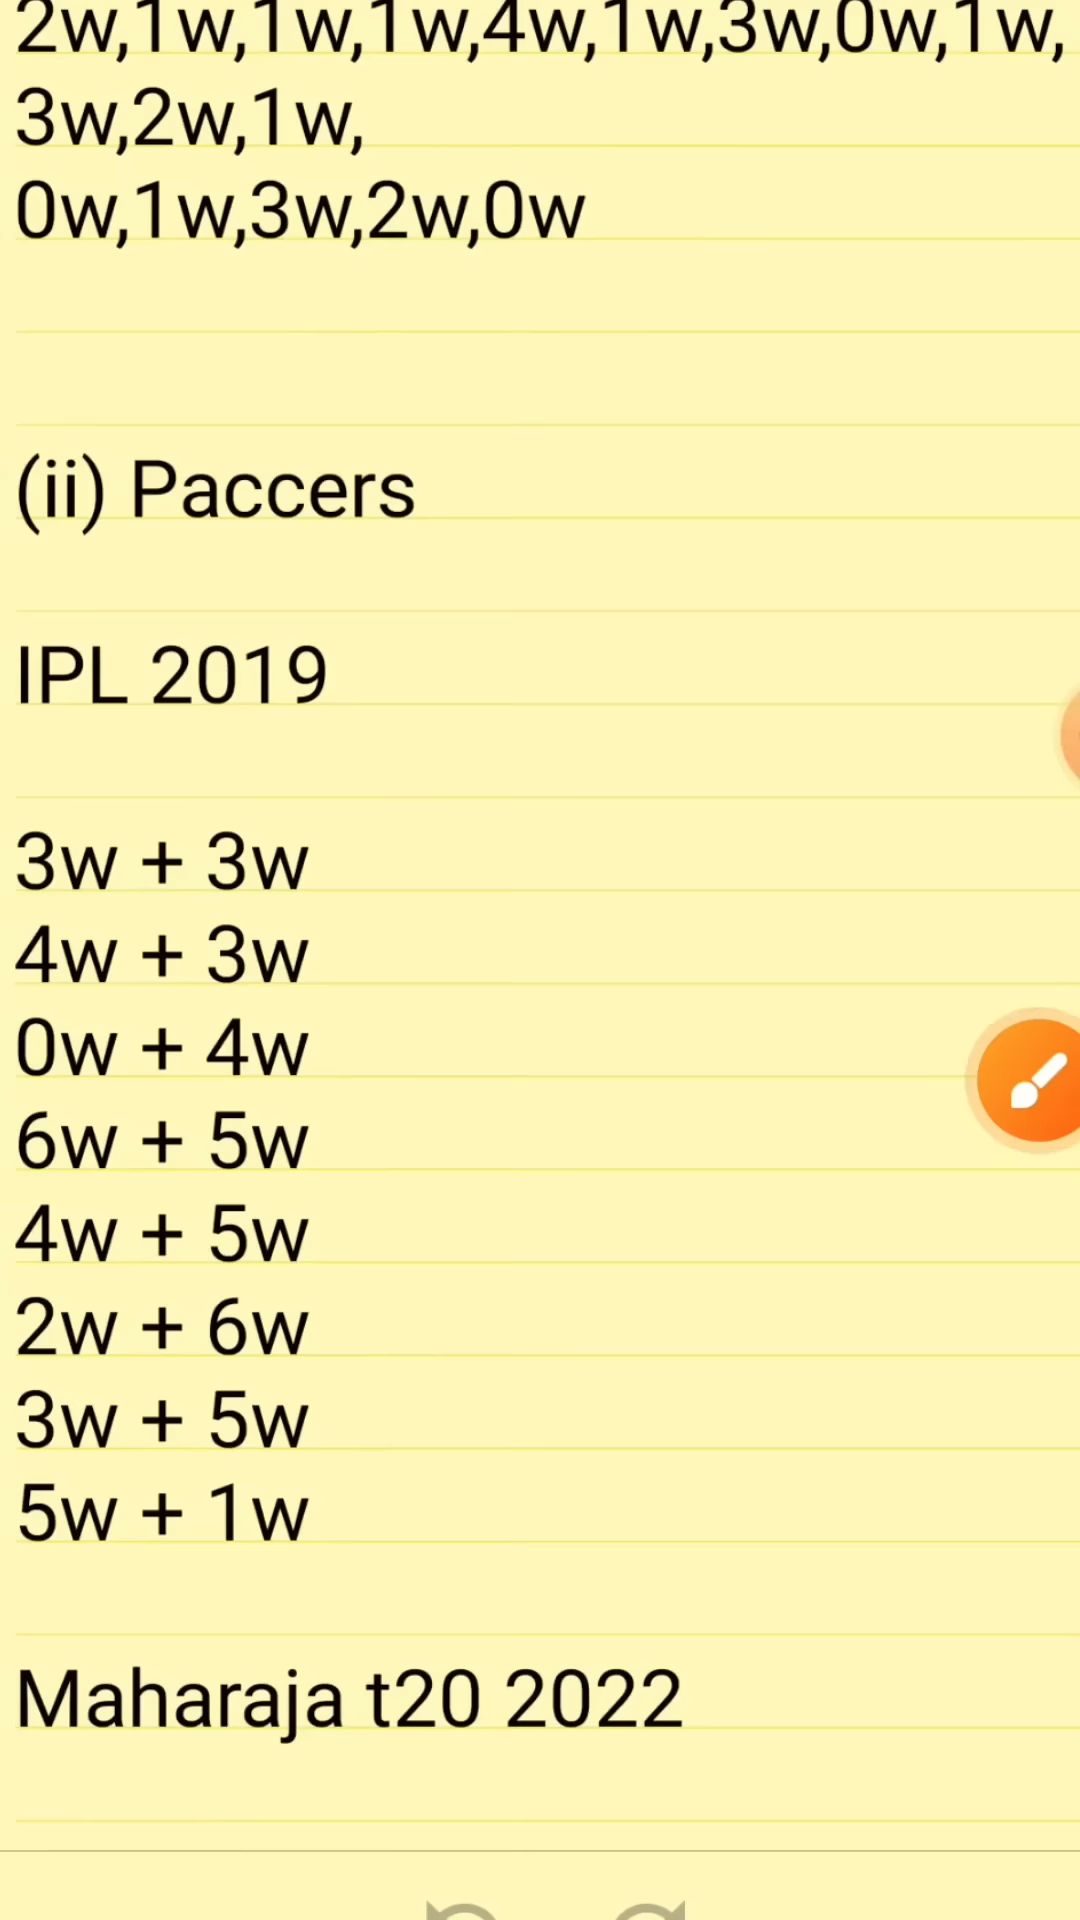 2w,1w,1w,1w,4w,1w,3w,0w,1w,
3w,2w,1w,
0w,1w,3w,2w,0w
(ii) Paccers
IPL 2019
3w + 3w
4w + 3w
0w + 4w
6w + 5w
4w + 5w
2w + 6w
3w + 5w
5w + 1w
Maharaja t20 2022